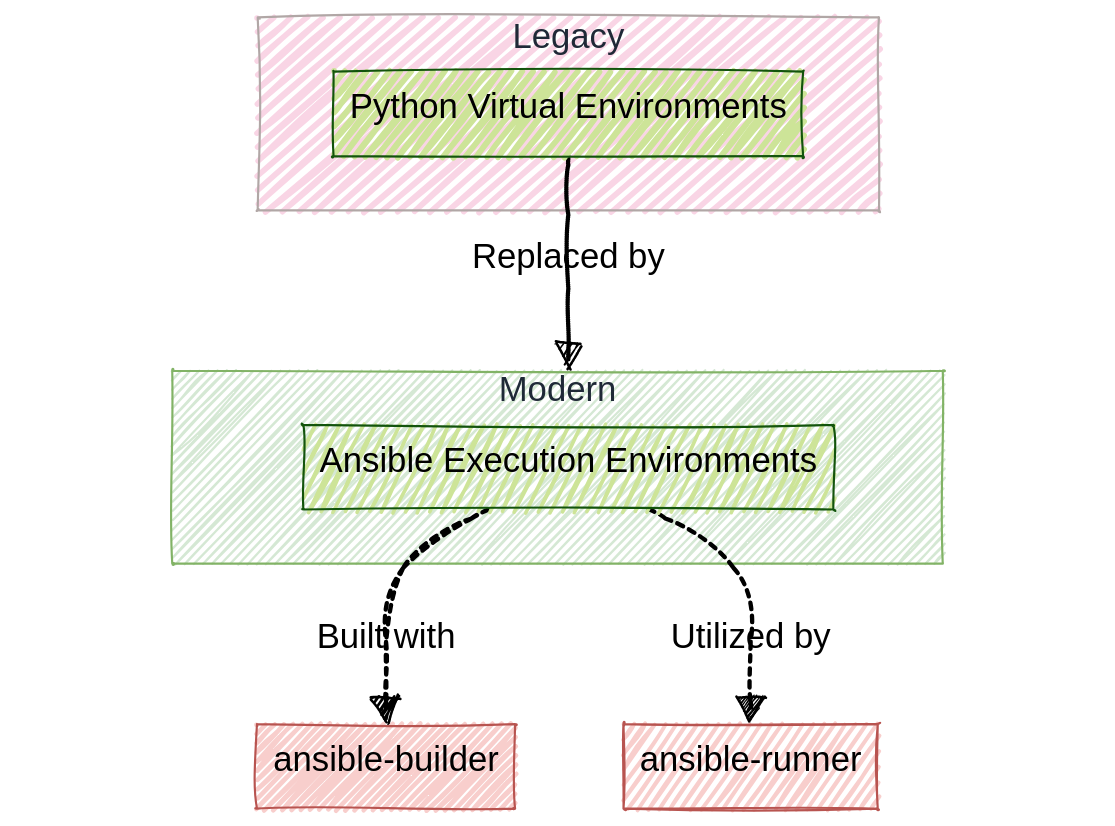 Legacy
Python Virtual Environments
Replaced by
Modern
Ansible Execution Environments
Built with
Utilized by
ansible-builder
ansible-runner